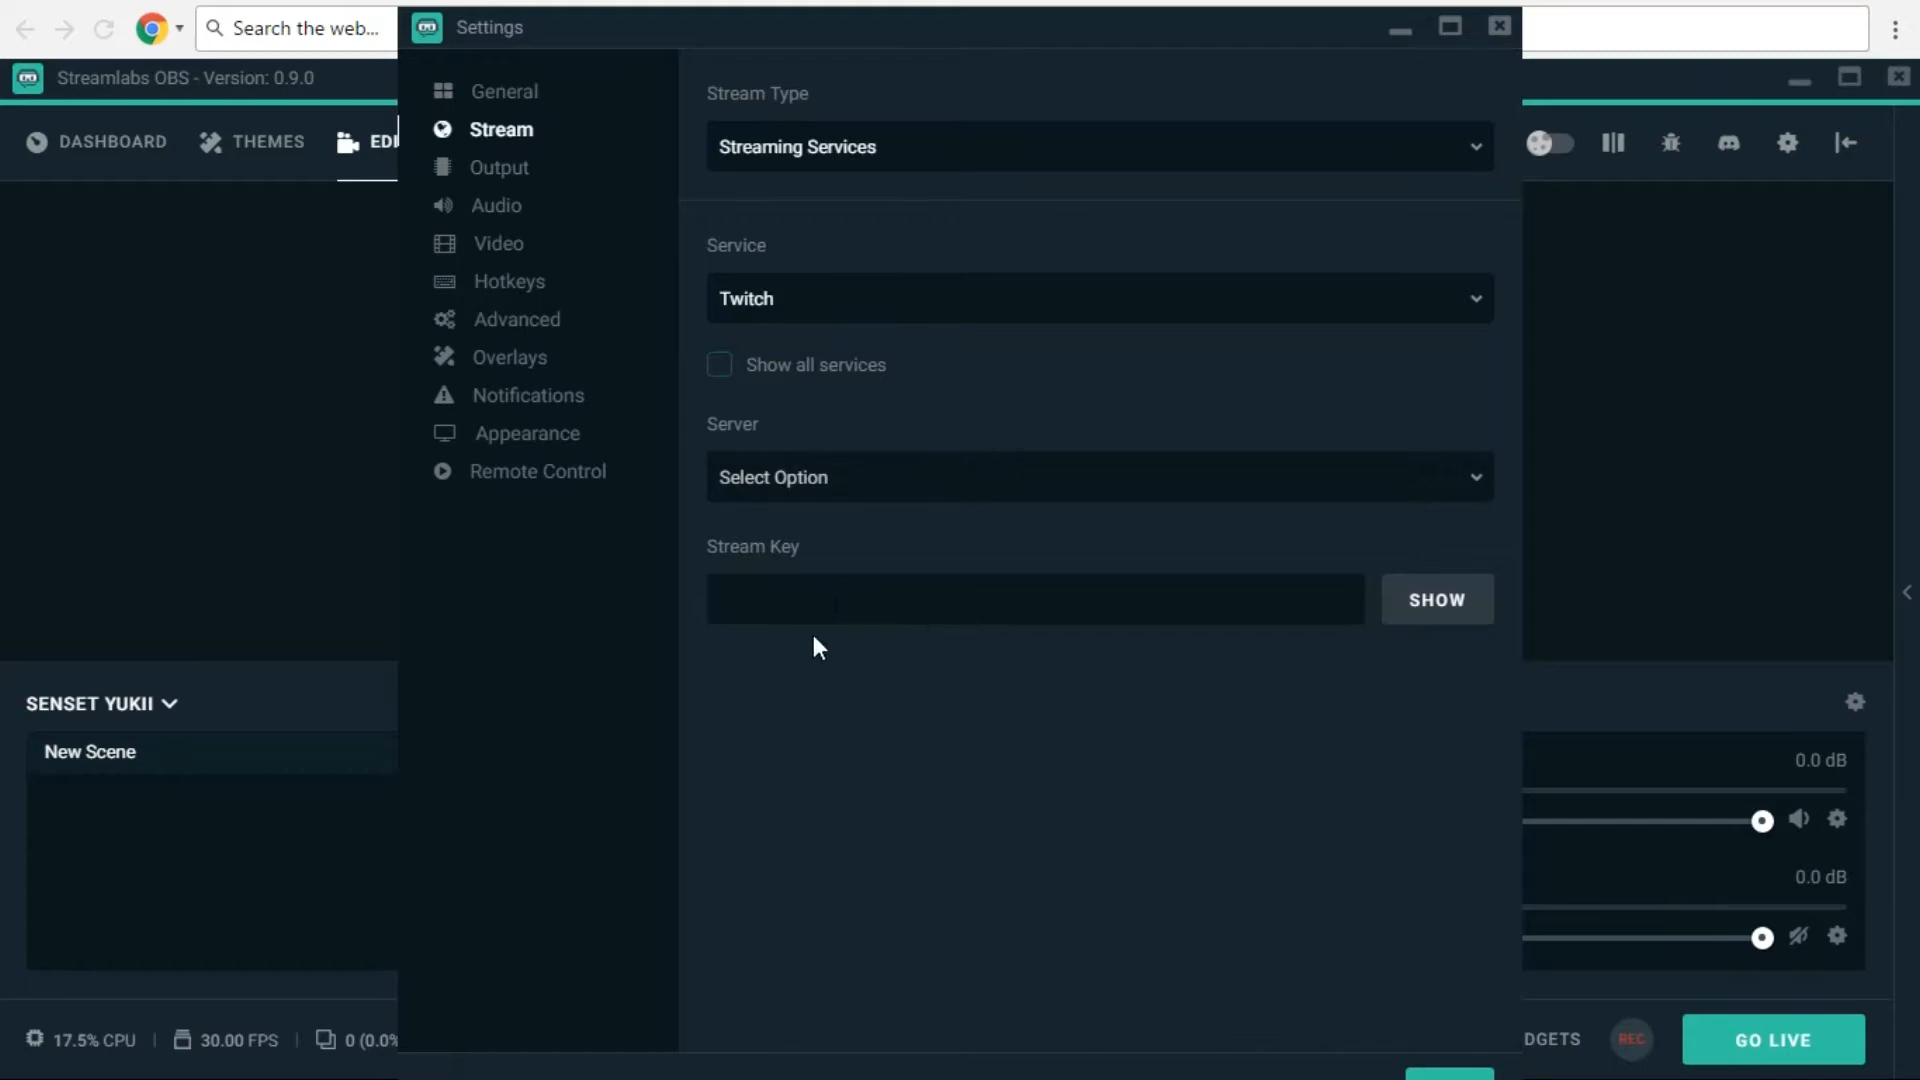 Search the web...
Settings
Streamlabs OBS - Version: 0.9.0
DASHBOARD
THEMES
EDI
General
Stream
Output
Audio
Video
Hotkeys
Advanced
Overlays
Notifications
Appearance
Remote Control
Stream Type
Streaming Services
Service
Twitch
Show all services
Server
Select Option
Stream Key
SHOW
SENSET YUKII
New Scene
0.0 dB
0.0 dB
17.5% CPU
30.00 FPS
0 (0.0%
DGETS
REC
GO LIVE